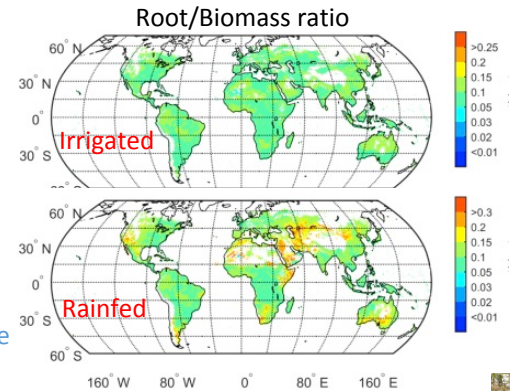 Root/Biomass ratio
60° N
30° N
0°
30° S
Irrigated
>0.25
0.2
0.15
0.1
0.05
0.03
0.02
<0.01
60° N
30° N
0°
30° S
60° S
Rainfed
>0.3
0.2
0.15
0.1
0.05
0.03
0.02
<0.01
e
160° W 80° W 0° 80° E 160° E